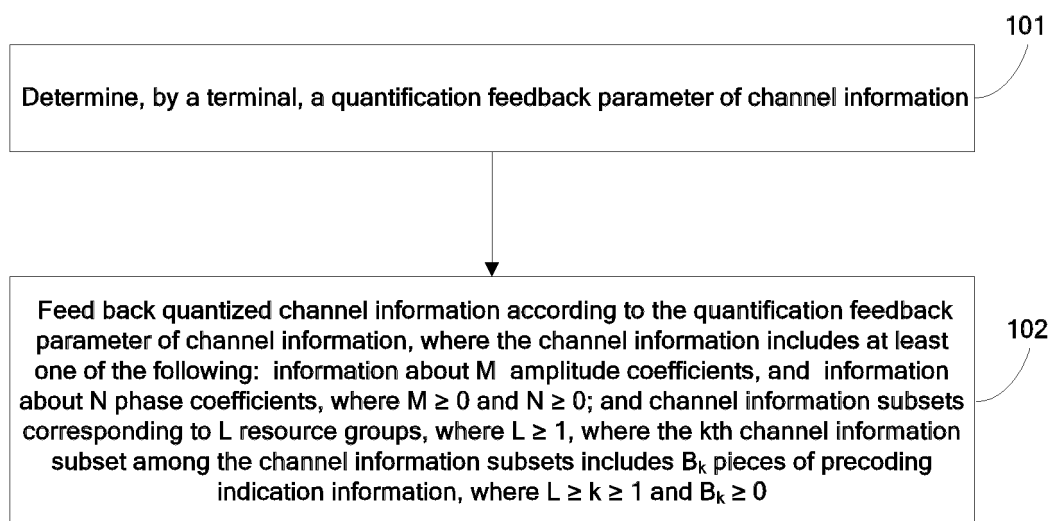 101
Determine, by a terminal, a quantification feedback parameter of channel information
Feed back quantized channel information according to the quantification feedback
parameter of channel information, where the channel information includes at least
one of the following: information about M amplitude coefficients, and information
about N phase coefficients, where M ≥ 0 and N ≥ 0; and channel information subsets
corresponding to L resource groups, where L ≥ 1, where the kth channel information
subset among the channel information subsets includes Bₖ pieces of precoding
indication information, where L ≥ k ≥ 1 and Bₖ ≥ 0
102